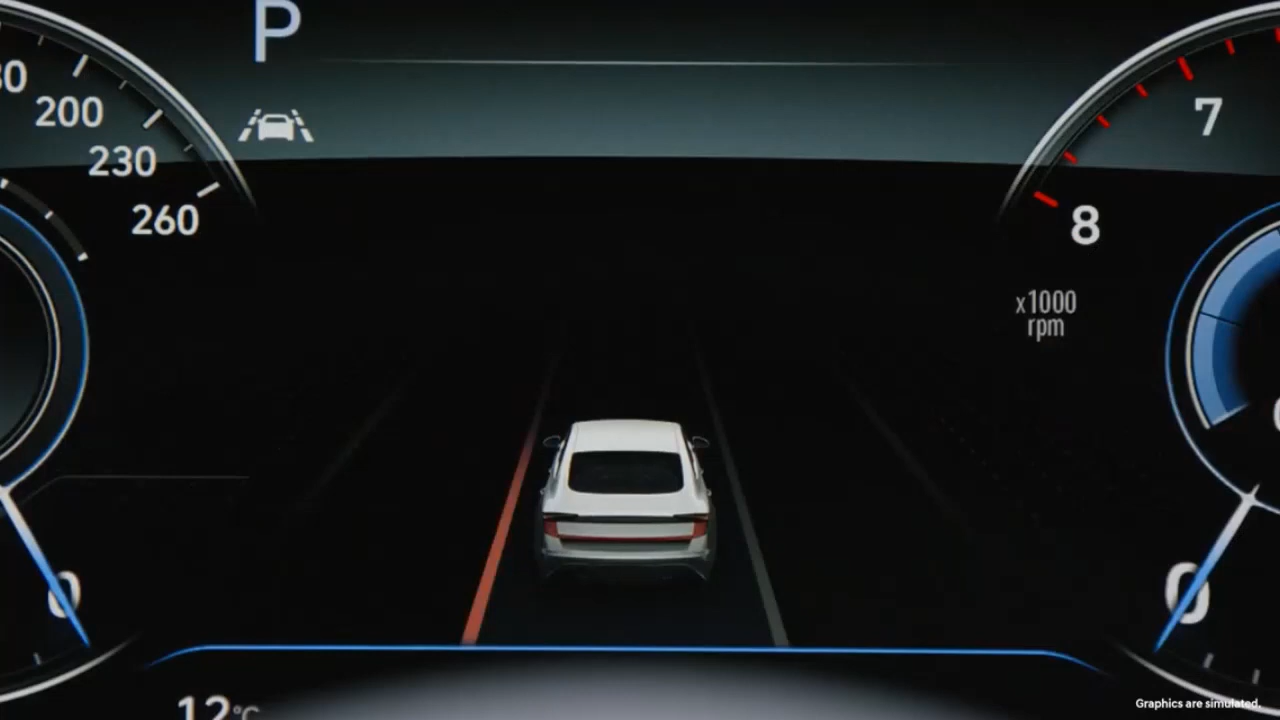 P
200
230
260
7
8
x1000
rpm
0
0
12°C
Graphics are simulated.